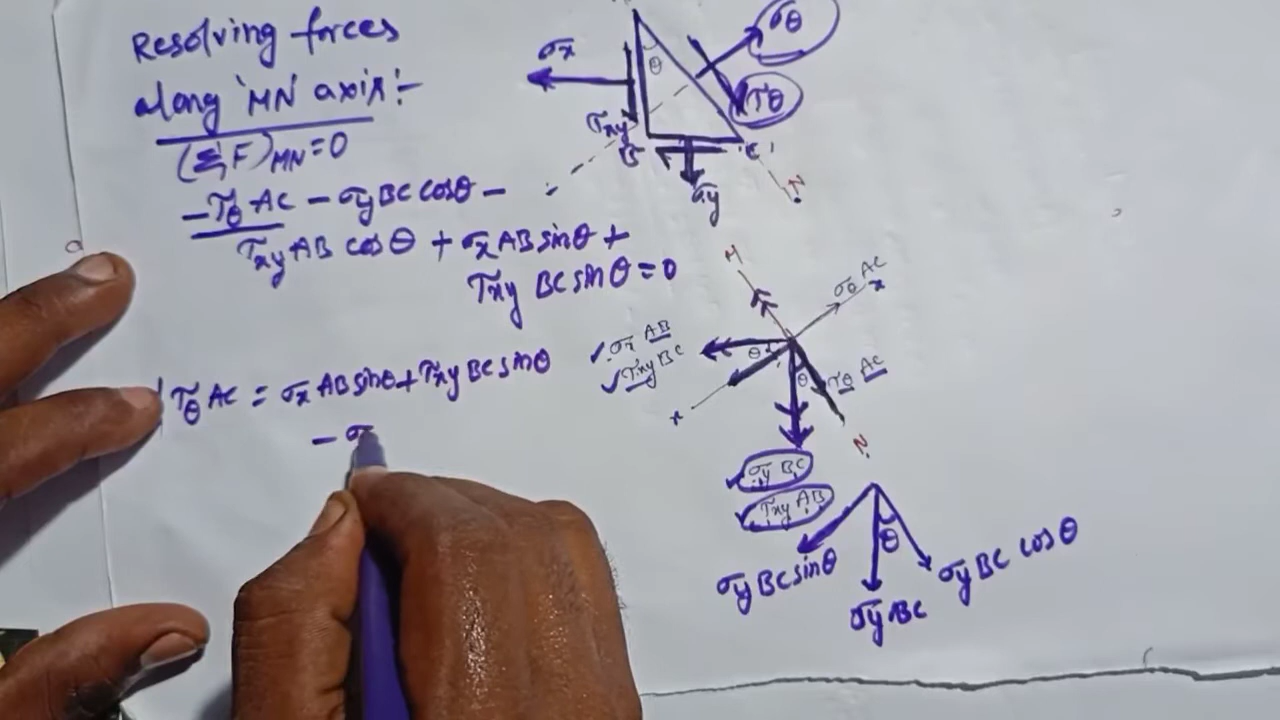 Resolving forces
along 'MN' axis:-
(ΣF)MN=0
-τθ AC - σy BC cosθ -
τxy AB cosθ + σx AB sinθ +
τxy BC sinθ = 0
τθ AC = σx AB sinθ + τxy BC sinθ
- σ
σx
θ
σθ
τθ
τxy
B
'C'
σy
N
M
σθ AC
x
σx AB
τxy BC
θ
θ
τθ AC
x
N
σy BC
τxy AB
θ
σy BC sinθ
σy BC
σy BC cosθ